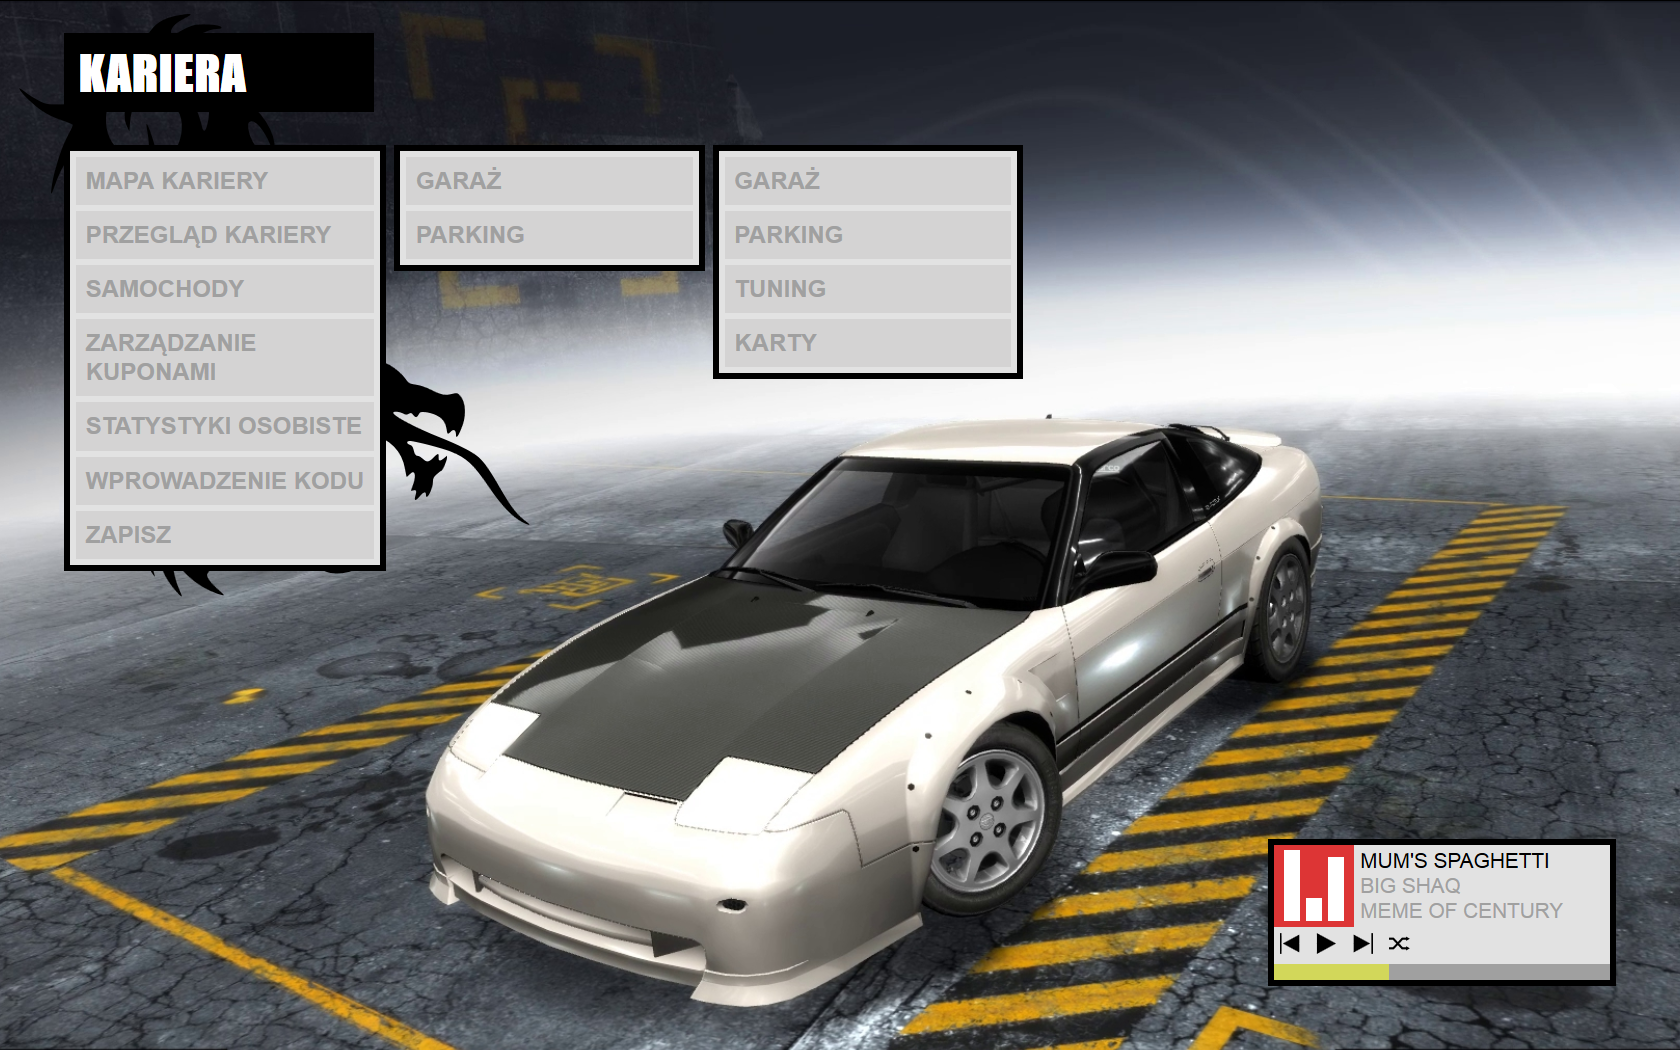 KARIERA
MAPA KARIERY
PRZEGLĄD KARIERY
SAMOCHODY
ZARZĄDZANIE
KUPONAMI
STATYSTYKI OSOBISTE
WPROWADZENIE KODU
ZAPISZ
GARAŻ
PARKING
GARAŻ
PARKING
TUNING
KARTY
MUM'S SPAGHETTI
BIG SHAQ
MEME OF CENTURY